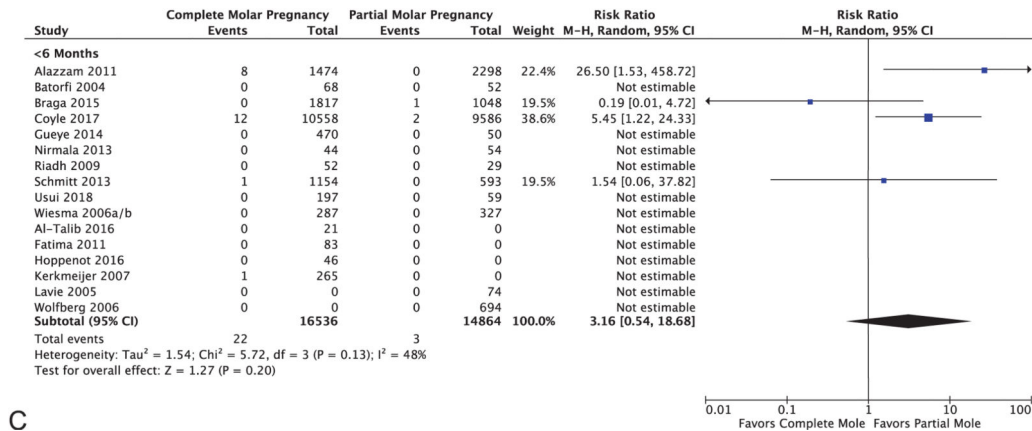 Complete Molar Pregnancy Partial Molar Pregnancy Risk Ratio Risk Ratio
Study Events Total Events Total Weight M-H, Random, 95% CI M-H, Random, 95% CI
<6 Months
Alazzam 2011 8 1474 0 2298 22.4% 26.50 [1.53, 458.72]
Batorfi 2004 0 68 0 52 Not estimable
Braga 2015 0 1817 1 1048 19.5% 0.19 [0.01, 4.72]
Coyle 2017 12 10558 2 9586 38.6% 5.45 [1.22, 24.33]
Gueye 2014 0 470 0 50 Not estimable
Nirmala 2013 0 44 0 54 Not estimable
Riadh 2009 0 52 0 29 Not estimable
Schmitt 2013 1 1154 0 593 19.5% 1.54 [0.06, 37.82]
Usui 2018 0 197 0 59 Not estimable
Wiesma 2006a/b 0 287 0 327 Not estimable
Al-Talib 2016 0 21 0 0 Not estimable
Fatima 2011 0 83 0 0 Not estimable
Hoppenot 2016 0 46 0 0 Not estimable
Kerkmeijer 2007 1 265 0 0 Not estimable
Lavie 2005 0 0 0 74 Not estimable
Wolfberg 2006 0 0 0 694 Not estimable
Subtotal (95% CI) 16536 14864 100.0% 3.16 [0.54, 18.68]
Total events 22 3
Heterogeneity: Tau² = 1.54; Chi² = 5.72, df = 3 (P = 0.13); I² = 48%
Test for overall effect: Z = 1.27 (P = 0.20)
0.01 0.1 1 10 100
Favors Complete Mole Favors Partial Mole
C